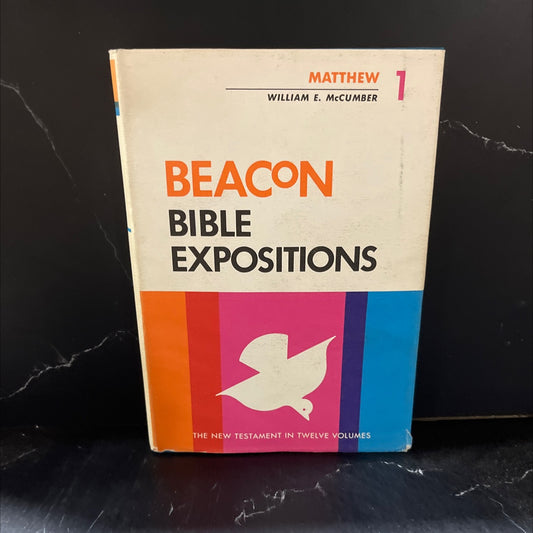 MATTHEW 1
WILLIAM E. McCUMBER
BEACON
BIBLE
EXPOSITIONS
THE NEW TESTAMENT IN TWELVE VOLUMES